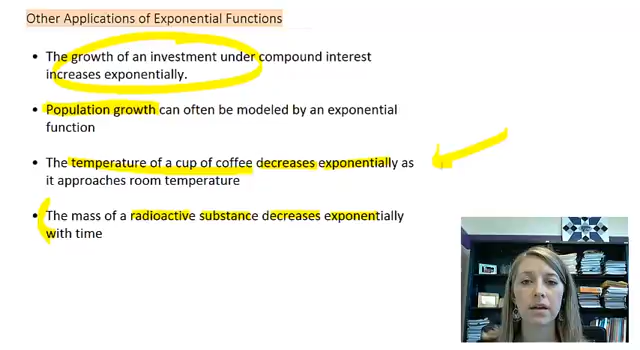 Other Applications of Exponential Functions
• The growth of an investment under compound interest
increases exponentially.
• Population growth can often be modeled by an exponential
function
• The temperature of a cup of coffee decreases exponentially as
it approaches room temperature
• The mass of a radioactive substance decreases exponentially
with time